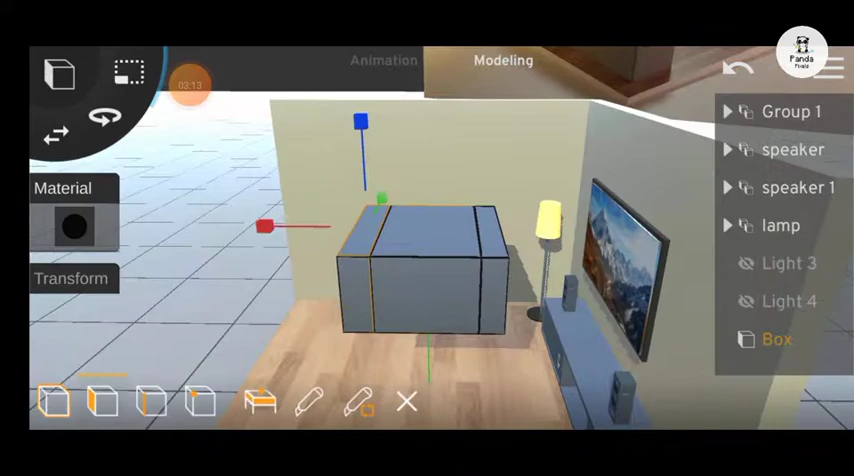 Animation
Modeling
Panda
03:13
Group 1
speaker
Material
speaker 1
lamp
Transform
Light 3
Light 4
Box